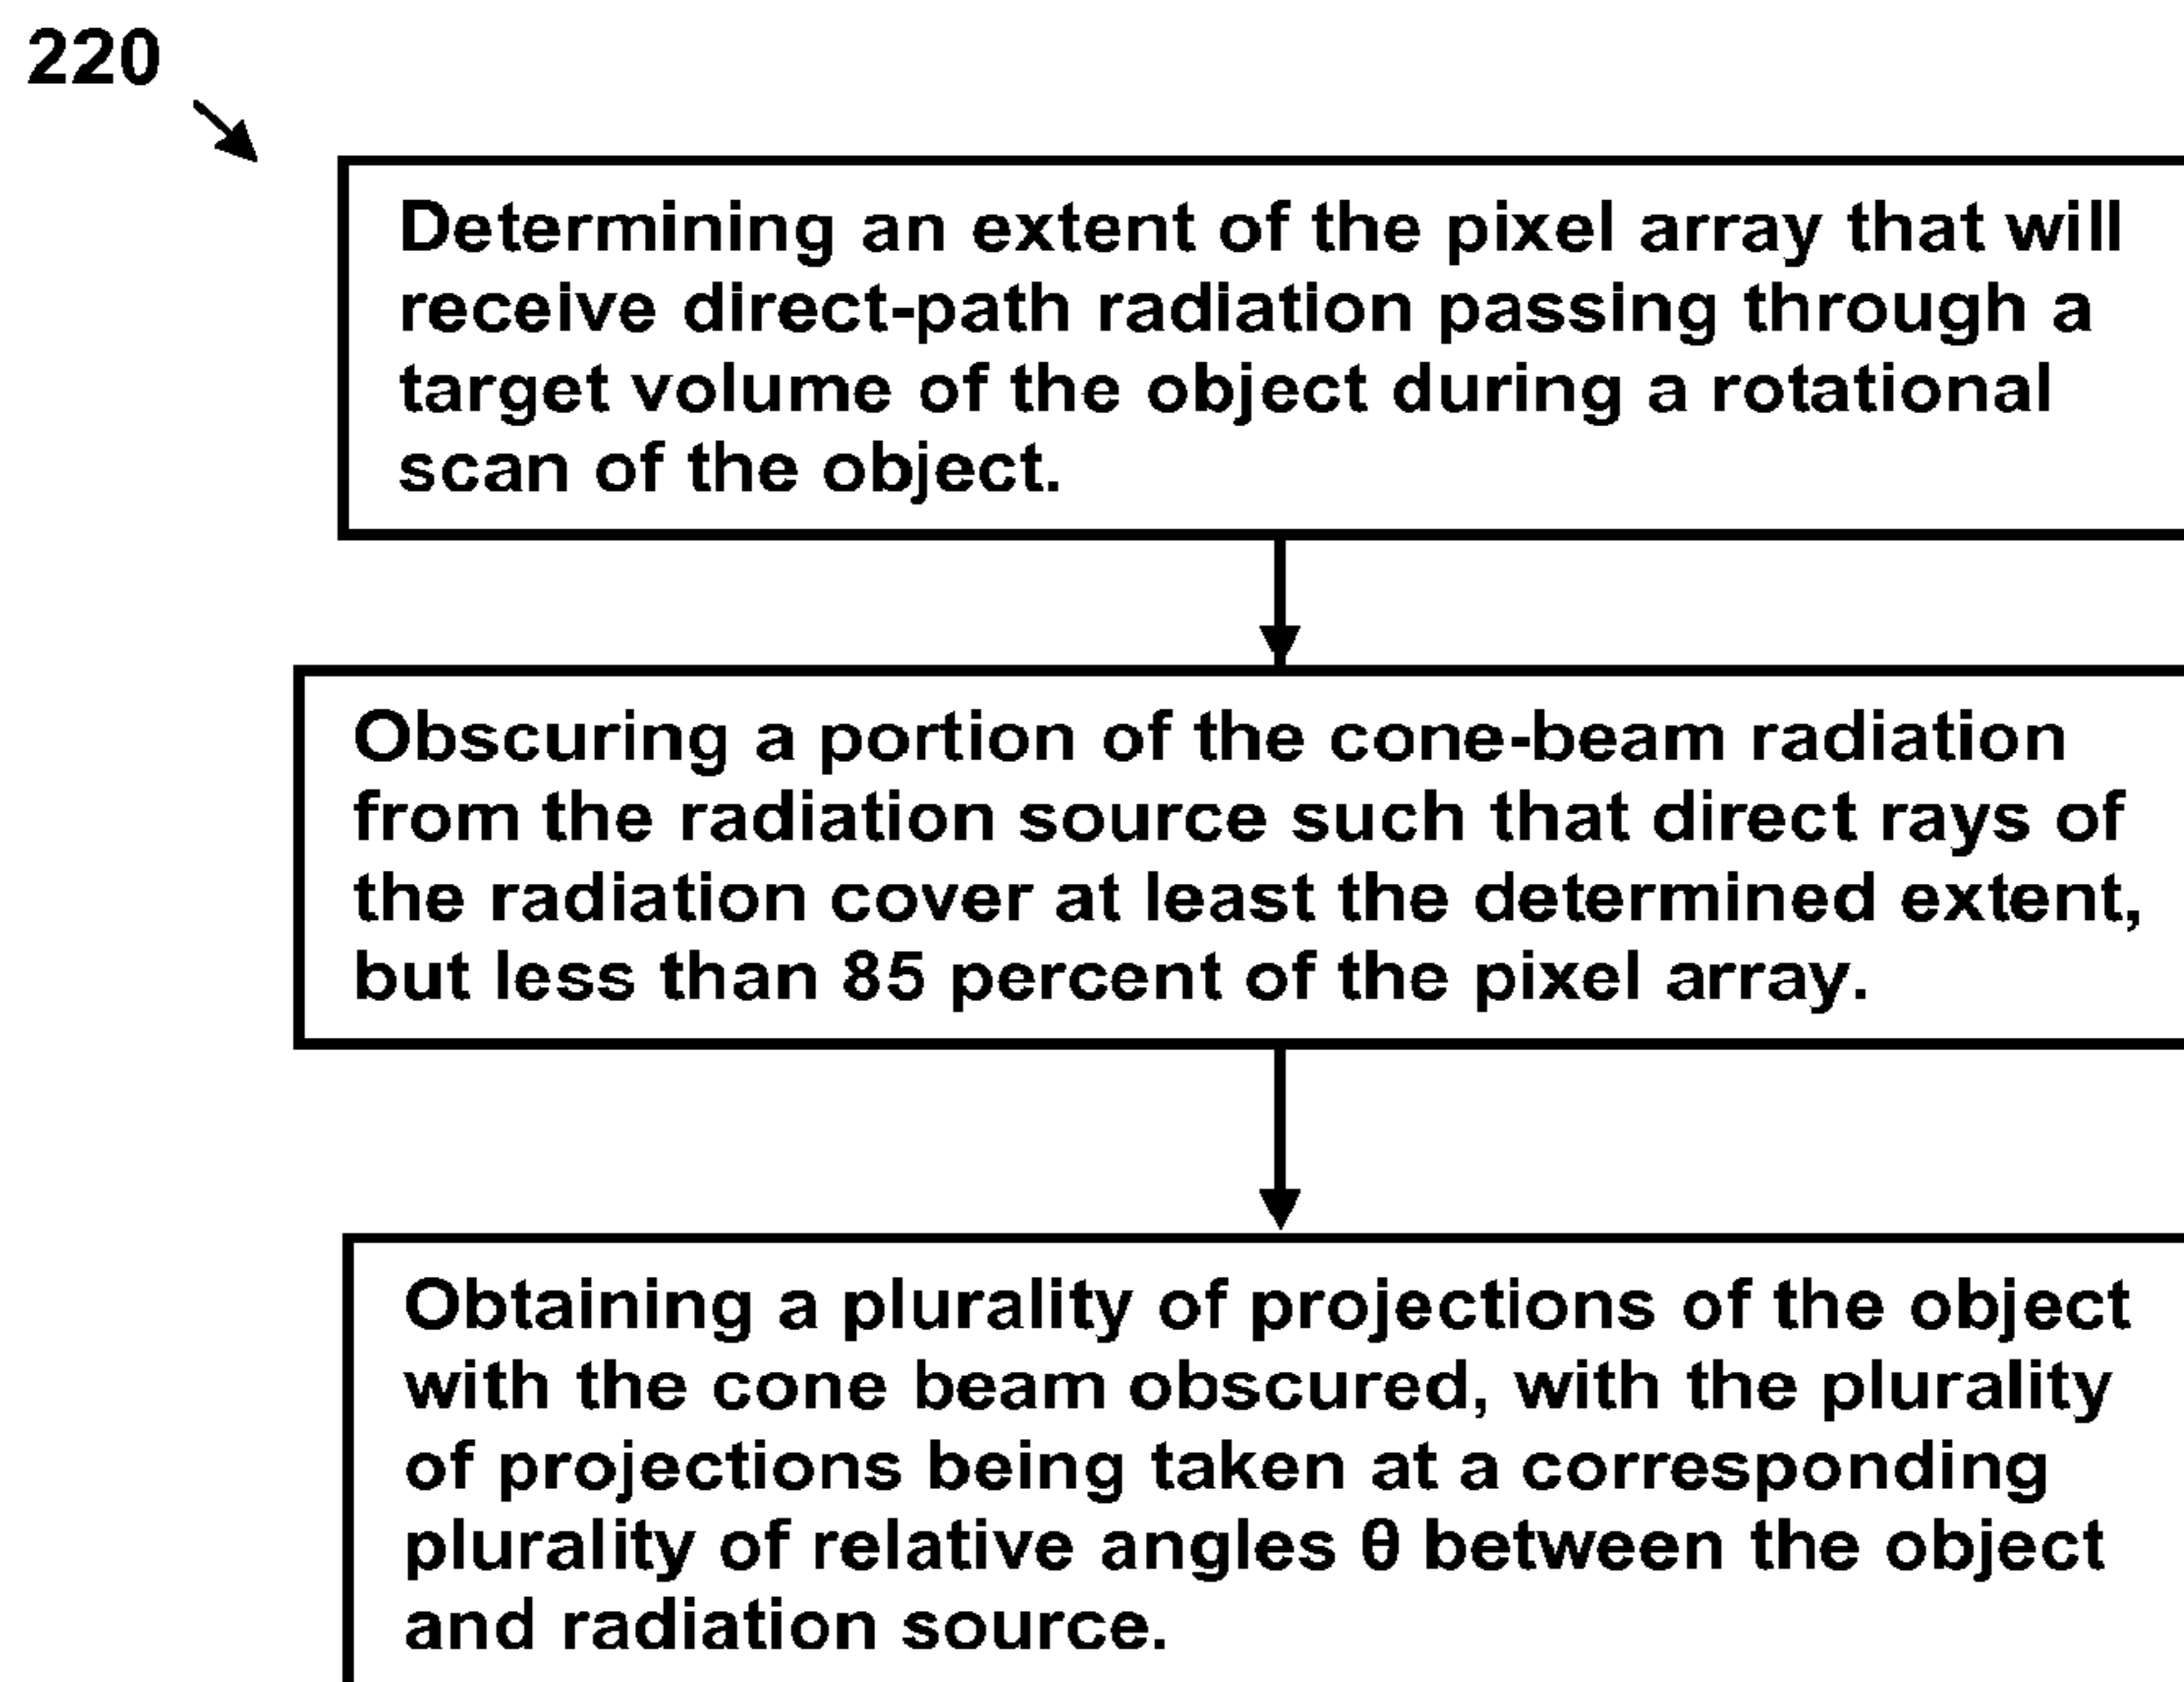 220
Determining an extent of the pixel array that will
receive direct-path radiation passing through a
target volume of the object during a rotational
scan of the object.
Obscuring a portion of the cone-beam radiation
from the radiation source such that direct rays of
the radiation cover at least the determined extent,
but less than 85 percent of the pixel array.
Obtaining a plurality of projections of the object
with the cone beam obscured, with the plurality
of projections being taken at a corresponding
plurality of relative angles θ between the object
and radiation source.